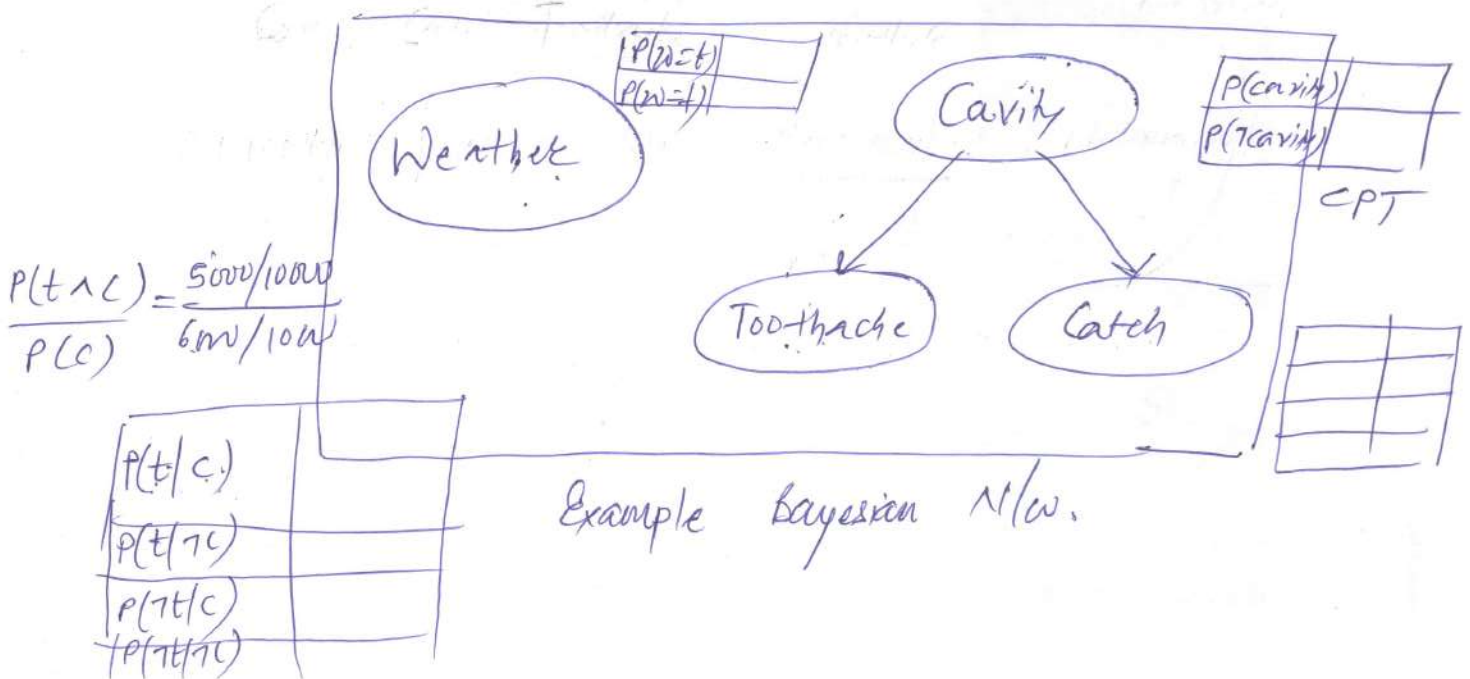 P(w=t)
P(w=f)
Weather
Cavity
P(cavity)
P(¬cavity)
CPT
P(t∧c) = 5000/10000
P(c) 6000/10000
Toothache
Catch
P(t/c)
P(t/¬c)
P(¬t/c)
P(¬t/¬c)
Example Bayesian N/w.